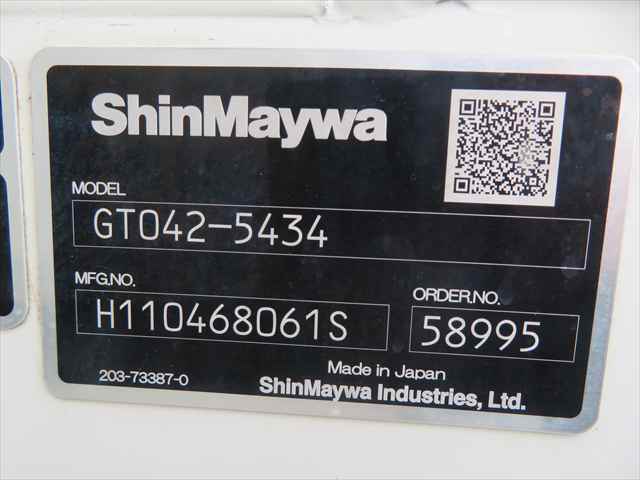 ShinMaywa
MODEL
GT042-5434
MFG.NO.
ORDER.NO.
H110468061S
58995
Made in Japan
203-73387-0
ShinMaywa Industries, Ltd.